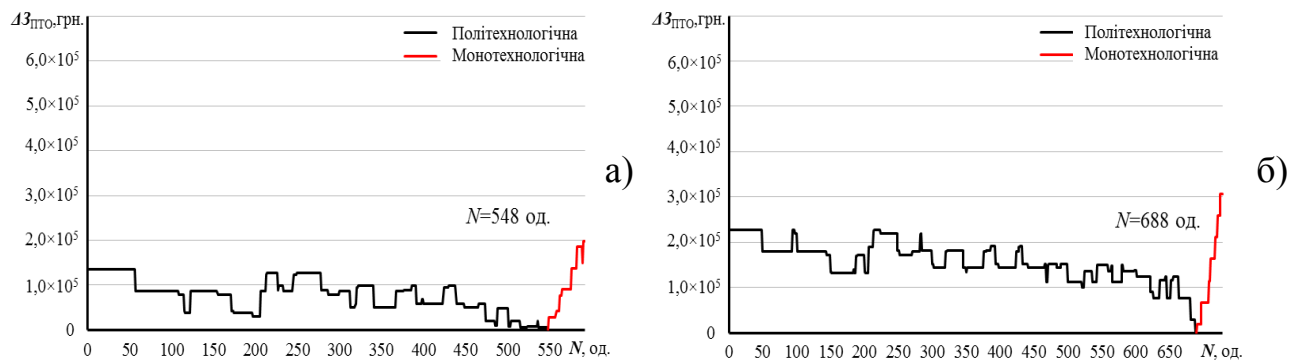 ΔЗПТО,грн.
Політехнологічна
Монотехнологічна
6,0×10⁵
5,0×10⁵
4,0×10⁵
3,0×10⁵
2,0×10⁵
1,0×10⁵
0
N=548 од.
0 50 100 150 200 250 300 350 400 450 500 550 N, од.
а)
ΔЗПТО,грн.
Політехнологічна
Монотехнологічна
6,0×10⁵
5,0×10⁵
4,0×10⁵
3,0×10⁵
2,0×10⁵
1,0×10⁵
0
N=688 од.
0 50 100 150 200 250 300 350 400 450 500 550 600 650 N, од.
б)